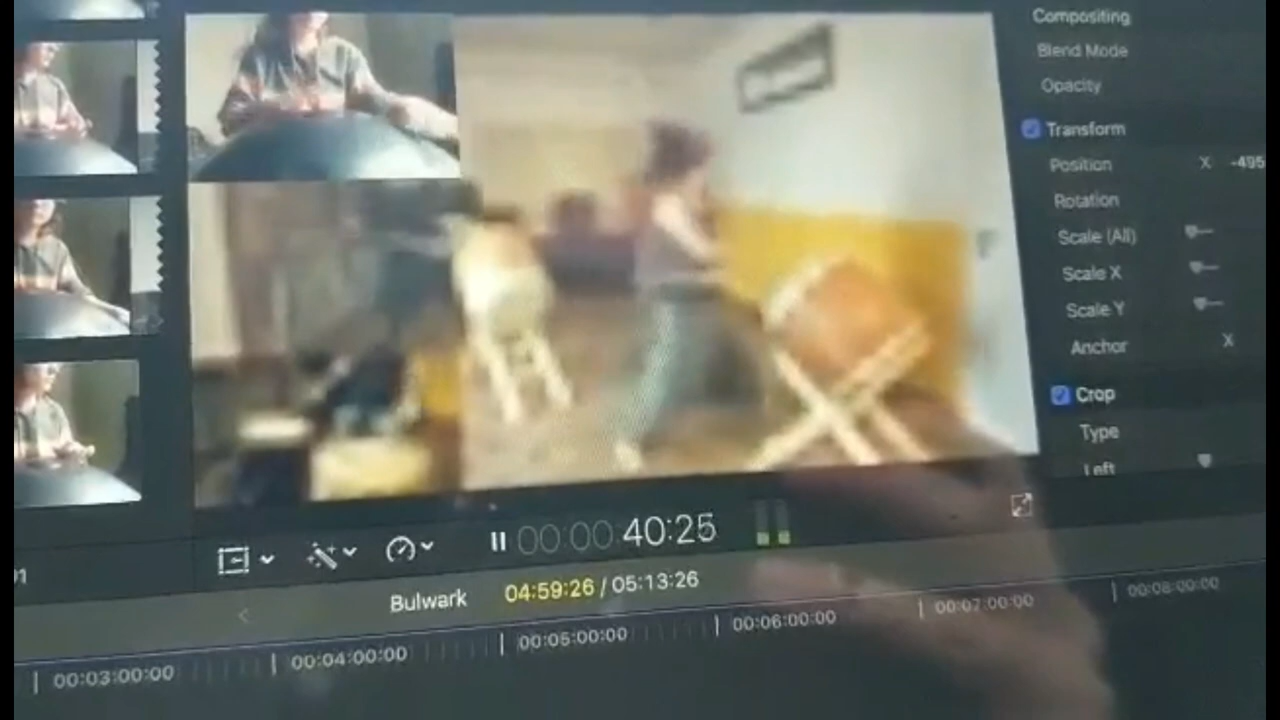 Compositing
Blend Mode
Opacity
Transform
Position X -495
Rotation
Scale (All)
Scale X
Scale Y
Anchor X
Crop
Type
Left
00:00:40:25
Bulwark 04:59:26 / 05:13:26
00:03:00:00 00:04:00:00 00:05:00:00 00:06:00:00 00:07:00:00 00:08:00:00